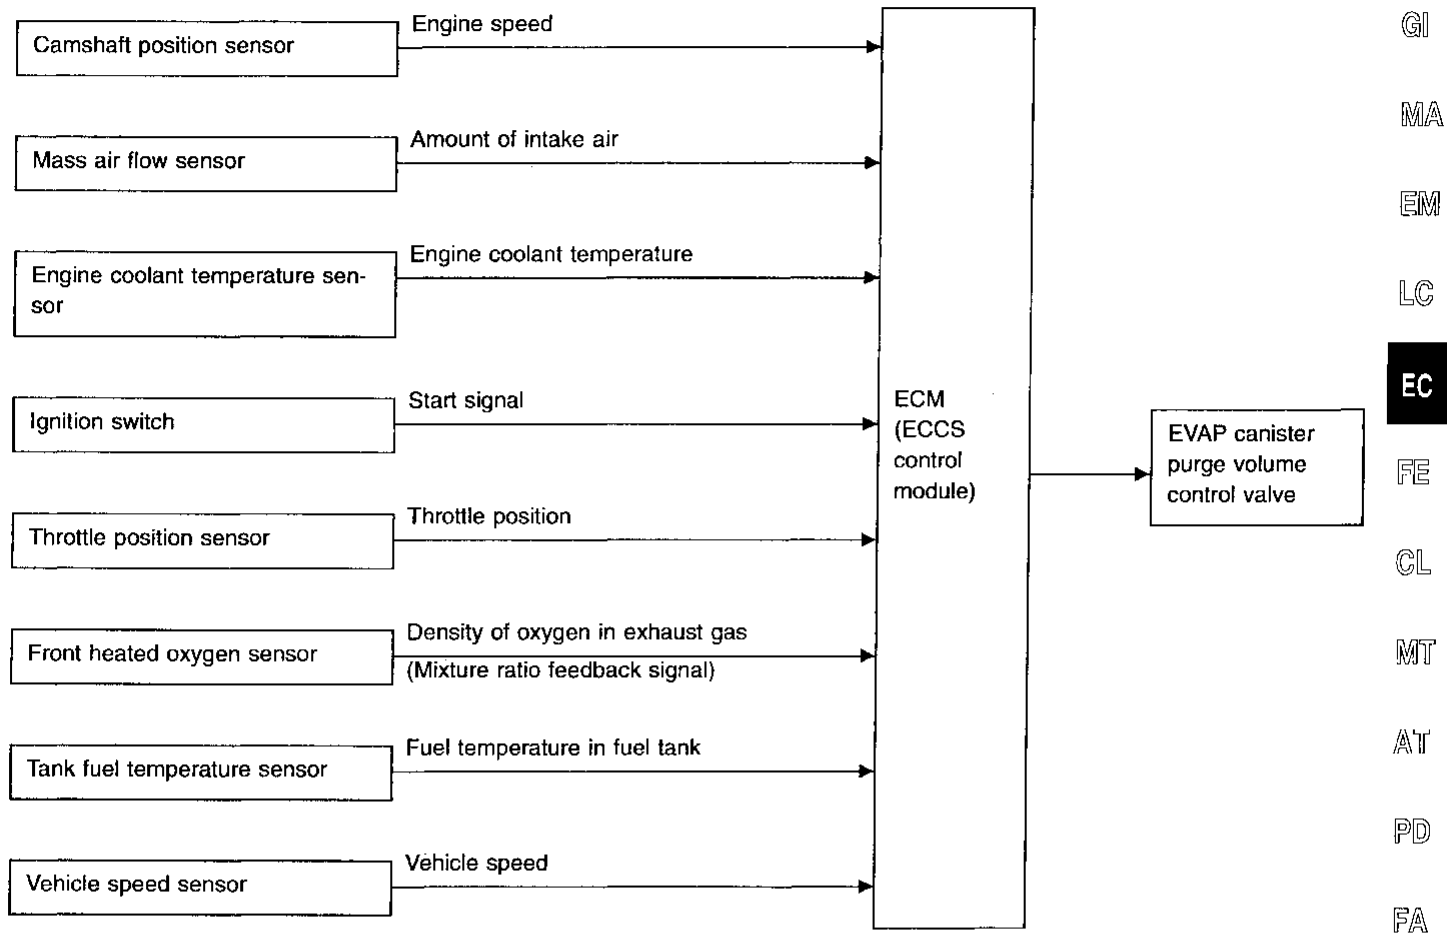 Engine speed
Camshaft position sensor
Amount of intake air
Mass air flow sensor
Engine coolant temperature
Engine coolant temperature sen-
sor
Start signal
Ignition switch
Throttle position
Throttle position sensor
Density of oxygen in exhaust gas
Front heated oxygen sensor
(Mixture ratio feedback signal)
Fuel temperature in fuel tank
Tank fuel temperature sensor
Vehicle speed
Vehicle speed sensor
ECM
(ECCS
control
module)
EVAP canister
purge volume
control valve
GI
MA
EM
LC
EC
FE
CL
MT
AT
PD
FA